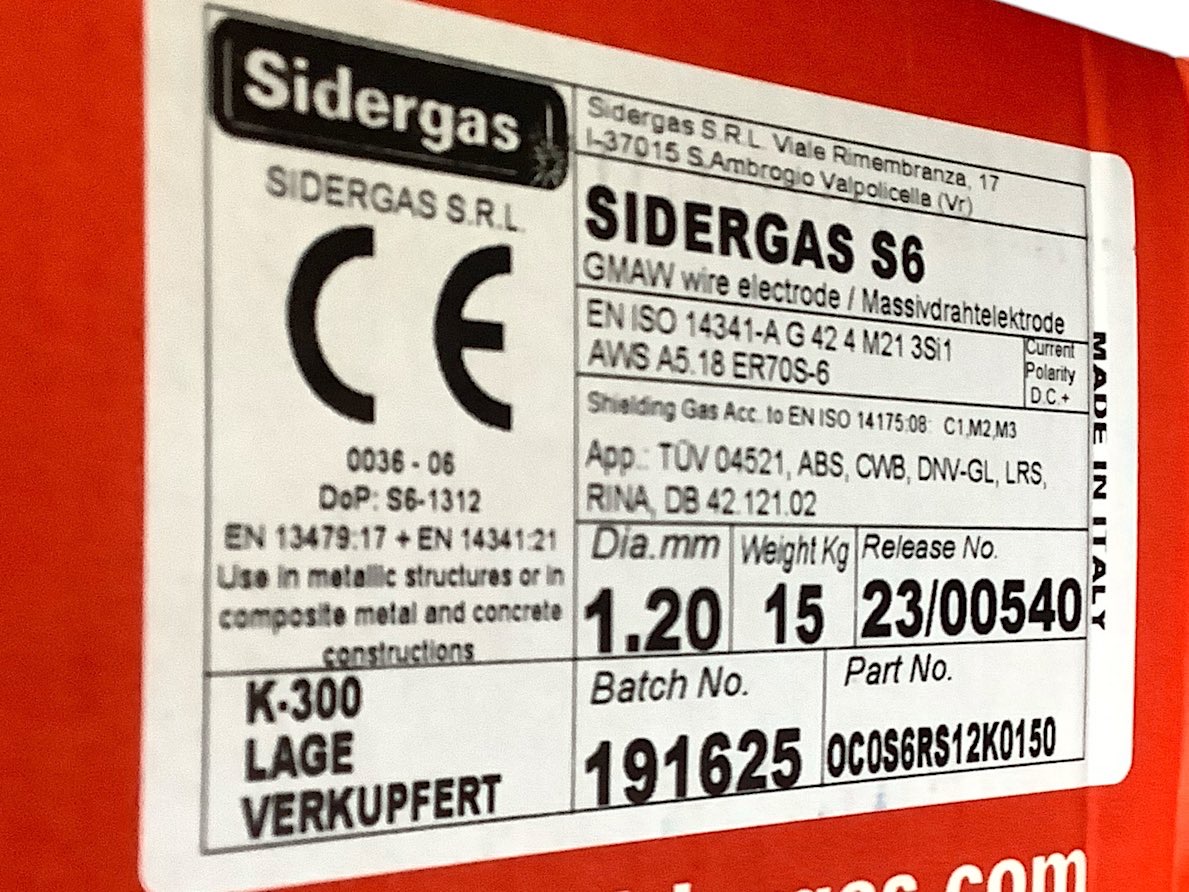 Sidergas
SIDERGAS S.R.L.
CE
0036 - 06
DoP: S6-1312
EN 13479:17 + EN 14341:21
Use in metallic structures or in
composite metal and concrete
constructions
K-300
LAGE
VERKUPFERT
Sidergas S.R.L. Viale Rimembranza, 17
I-37015 S.Ambrogio Valpolicella (Vr)
SIDERGAS S6
GMAW wire electrode / Massivdrahtelektrode
EN ISO 14341-A G 42 4 M21 3Si1
AWS A5.18 ER70S-6
Current
Polarity
D.C.+
Shielding Gas Acc. to EN ISO 14175:08: C1,M2,M3
App.: TÜV 04521, ABS, CWB, DNV-GL, LRS,
RINA, DB 42.121.02
Dia.mm Weight Kg Release No.
1.20 15 23/00540
Batch No. Part No.
191625 OC0S6RS12K0150
MADE IN ITALY